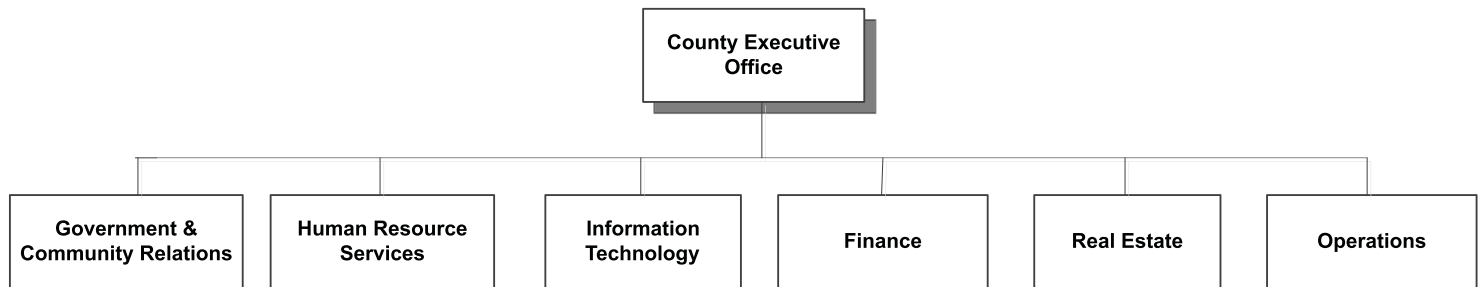 County Executive
Office
Government &
Community Relations
Human Resource
Services
Information
Technology
Finance
Real Estate
Operations